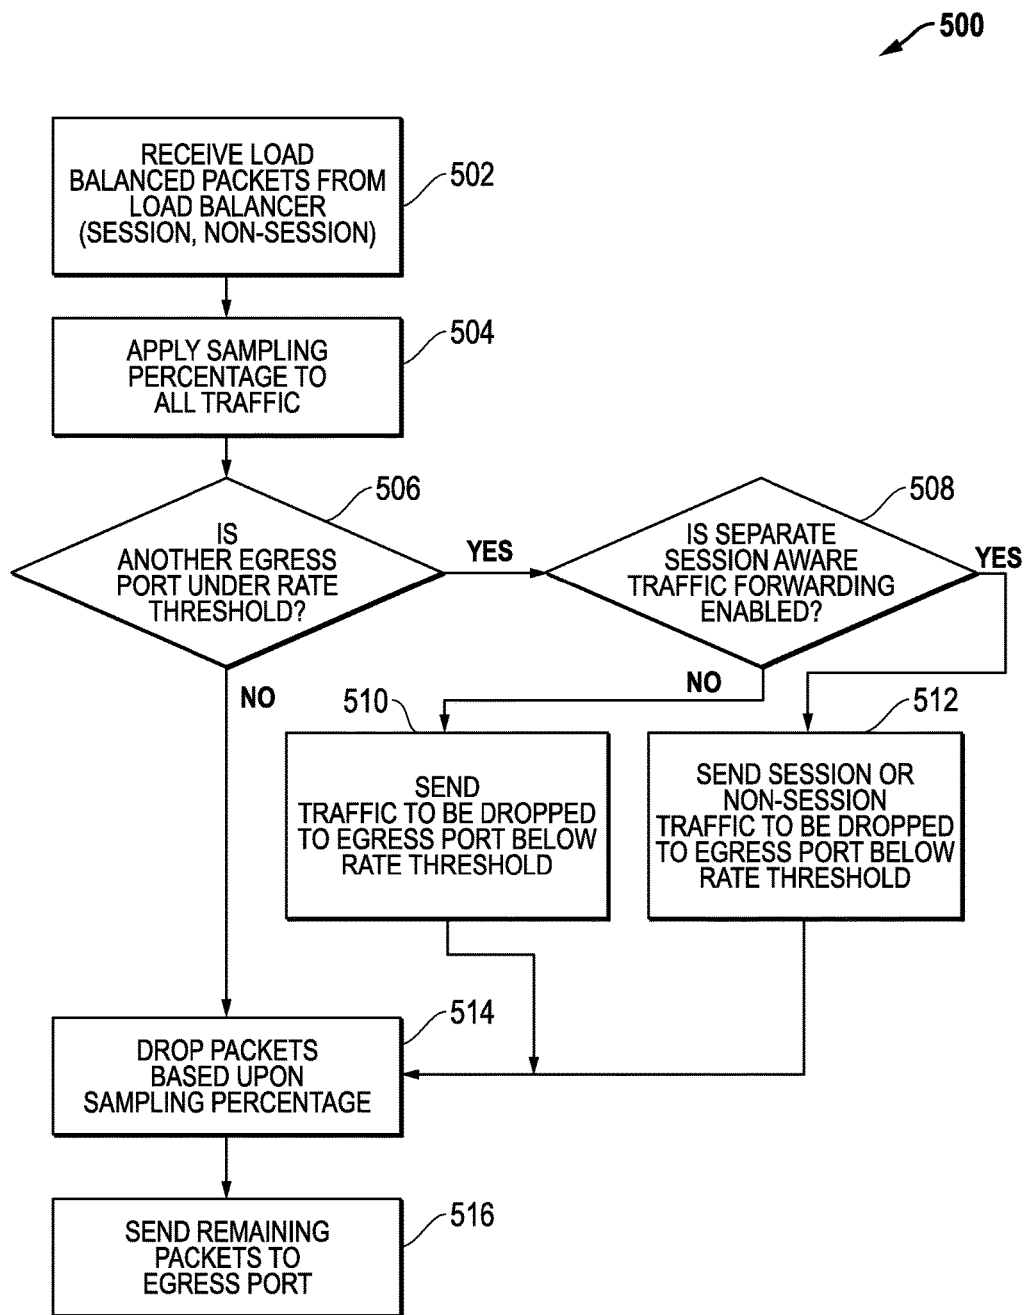 500
RECEIVE LOAD
BALANCED PACKETS FROM
LOAD BALANCER
(SESSION, NON-SESSION)
502
APPLY SAMPLING
PERCENTAGE TO
ALL TRAFFIC
504
IS
ANOTHER EGRESS
PORT UNDER RATE
THRESHOLD?
506
YES
NO
IS SEPARATE
SESSION AWARE
TRAFFIC FORWARDING
ENABLED?
508
YES
NO
510
SEND
TRAFFIC TO BE DROPPED
TO EGRESS PORT BELOW
RATE THRESHOLD
512
SEND SESSION OR
NON-SESSION
TRAFFIC TO BE DROPPED
TO EGRESS PORT BELOW
RATE THRESHOLD
DROP PACKETS
BASED UPON
SAMPLING PERCENTAGE
514
SEND REMAINING
PACKETS TO
EGRESS PORT
516